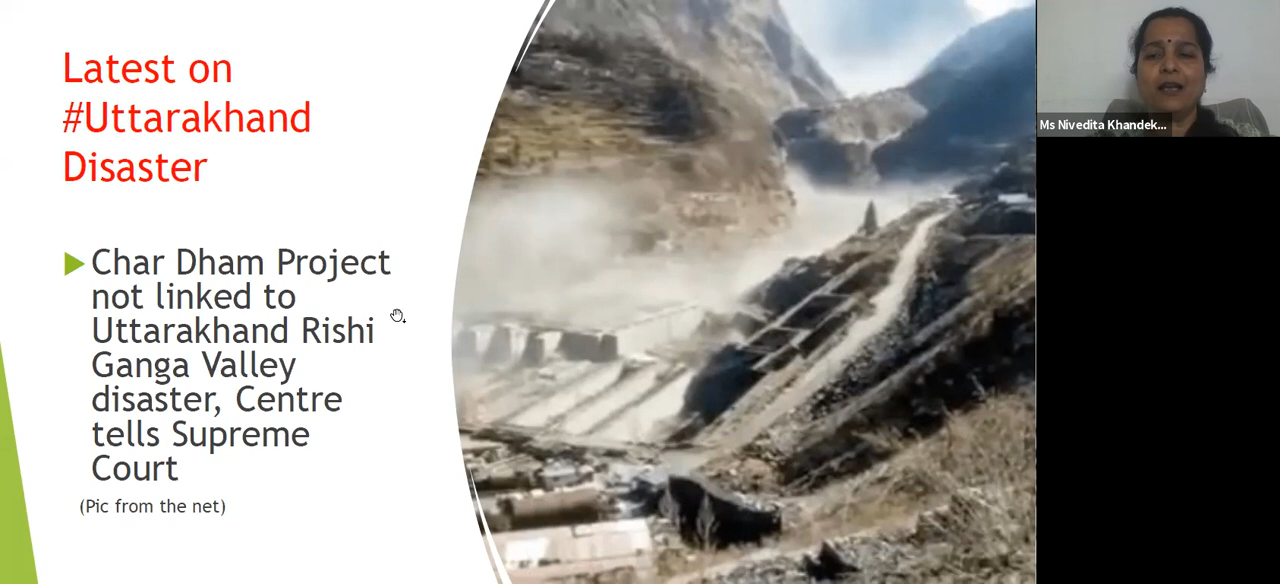 Latest on
#Uttarakhand
Disaster
Char Dham Project
not linked to
Uttarakhand Rishi
Ganga Valley
disaster, Centre
tells Supreme
Court
(Pic from the net)
Ms Nivedita Khandek...